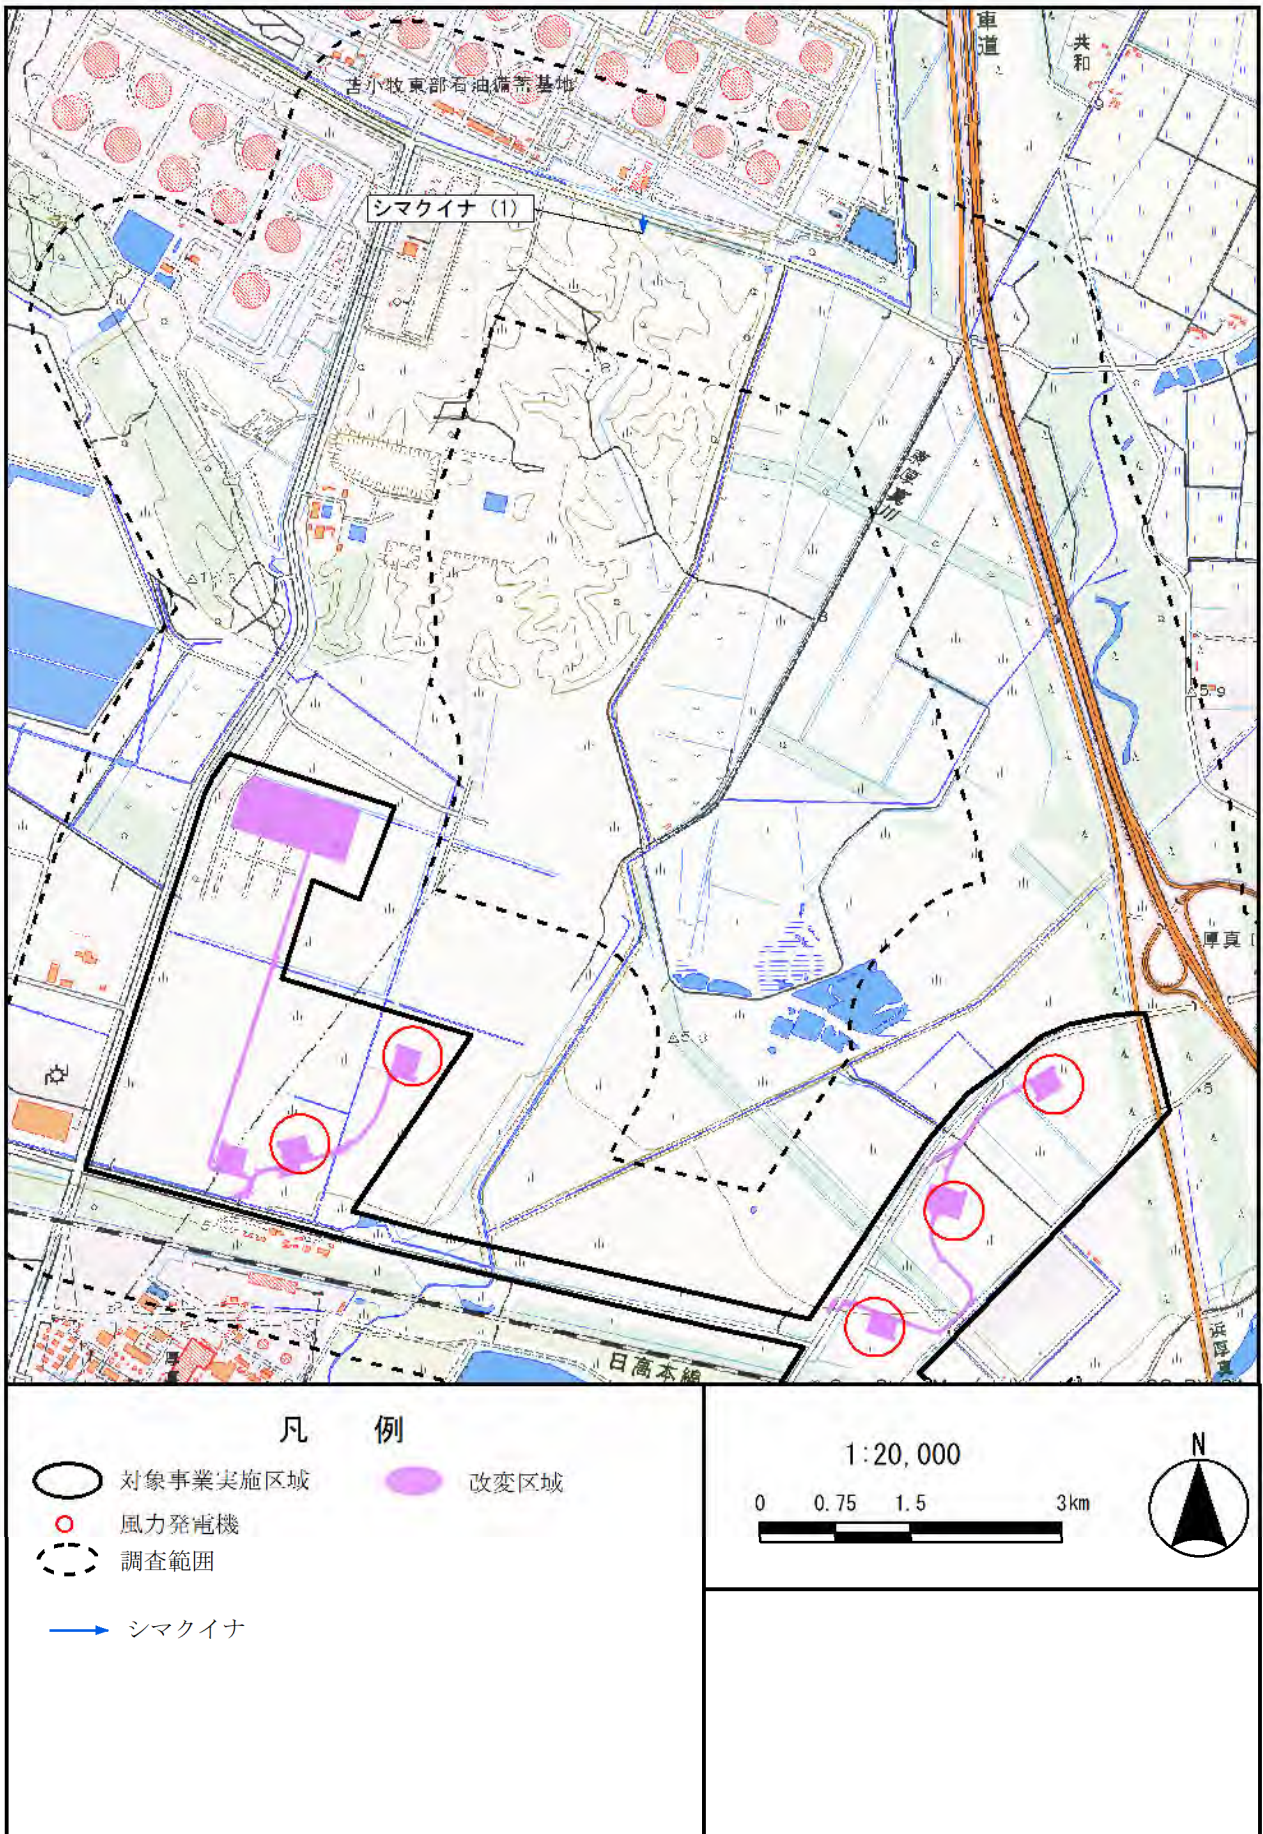 車道
共和
苫小牧東部石油備蓄基地
シマクイナ (1)
8
厚真
5
日高本線
浜厚真
凡 例
対象事業実施区域
改変区域
風力発電機
調査範囲
シマクイナ
1:20,000
0 0.75 1.5 3km
N